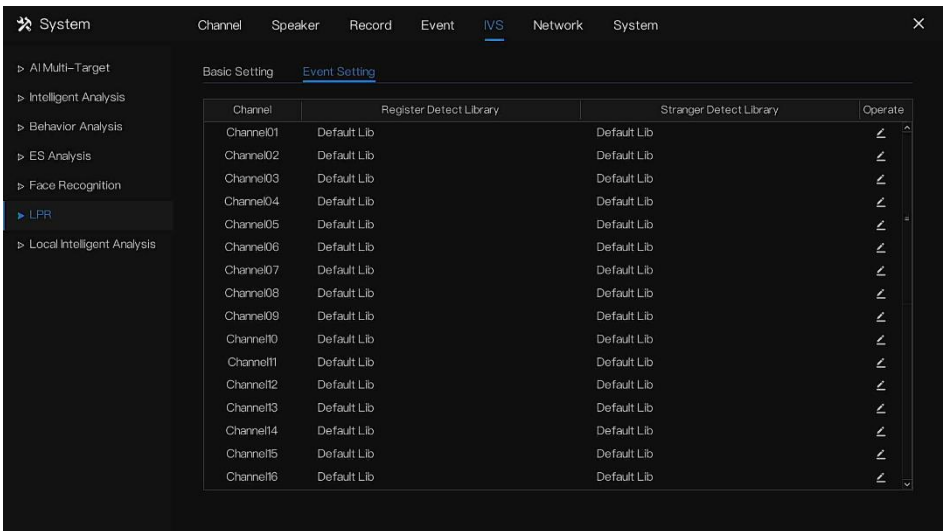 System
Channel Speaker Record Event IVS Network System
AI Multi-Target
Intelligent Analysis
Behavior Analysis
ES Analysis
Face Recognition
LPR
Local Intelligent Analysis
Basic Setting Event Setting
Channel Register Detect Library Stranger Detect Library Operate
Channel01 Default Lib Default Lib
Channel02 Default Lib Default Lib
Channel03 Default Lib Default Lib
Channel04 Default Lib Default Lib
Channel05 Default Lib Default Lib
Channel06 Default Lib Default Lib
Channel07 Default Lib Default Lib
Channel08 Default Lib Default Lib
Channel09 Default Lib Default Lib
Channel10 Default Lib Default Lib
Channel11 Default Lib Default Lib
Channel12 Default Lib Default Lib
Channel13 Default Lib Default Lib
Channel14 Default Lib Default Lib
Channel15 Default Lib Default Lib
Channel16 Default Lib Default Lib